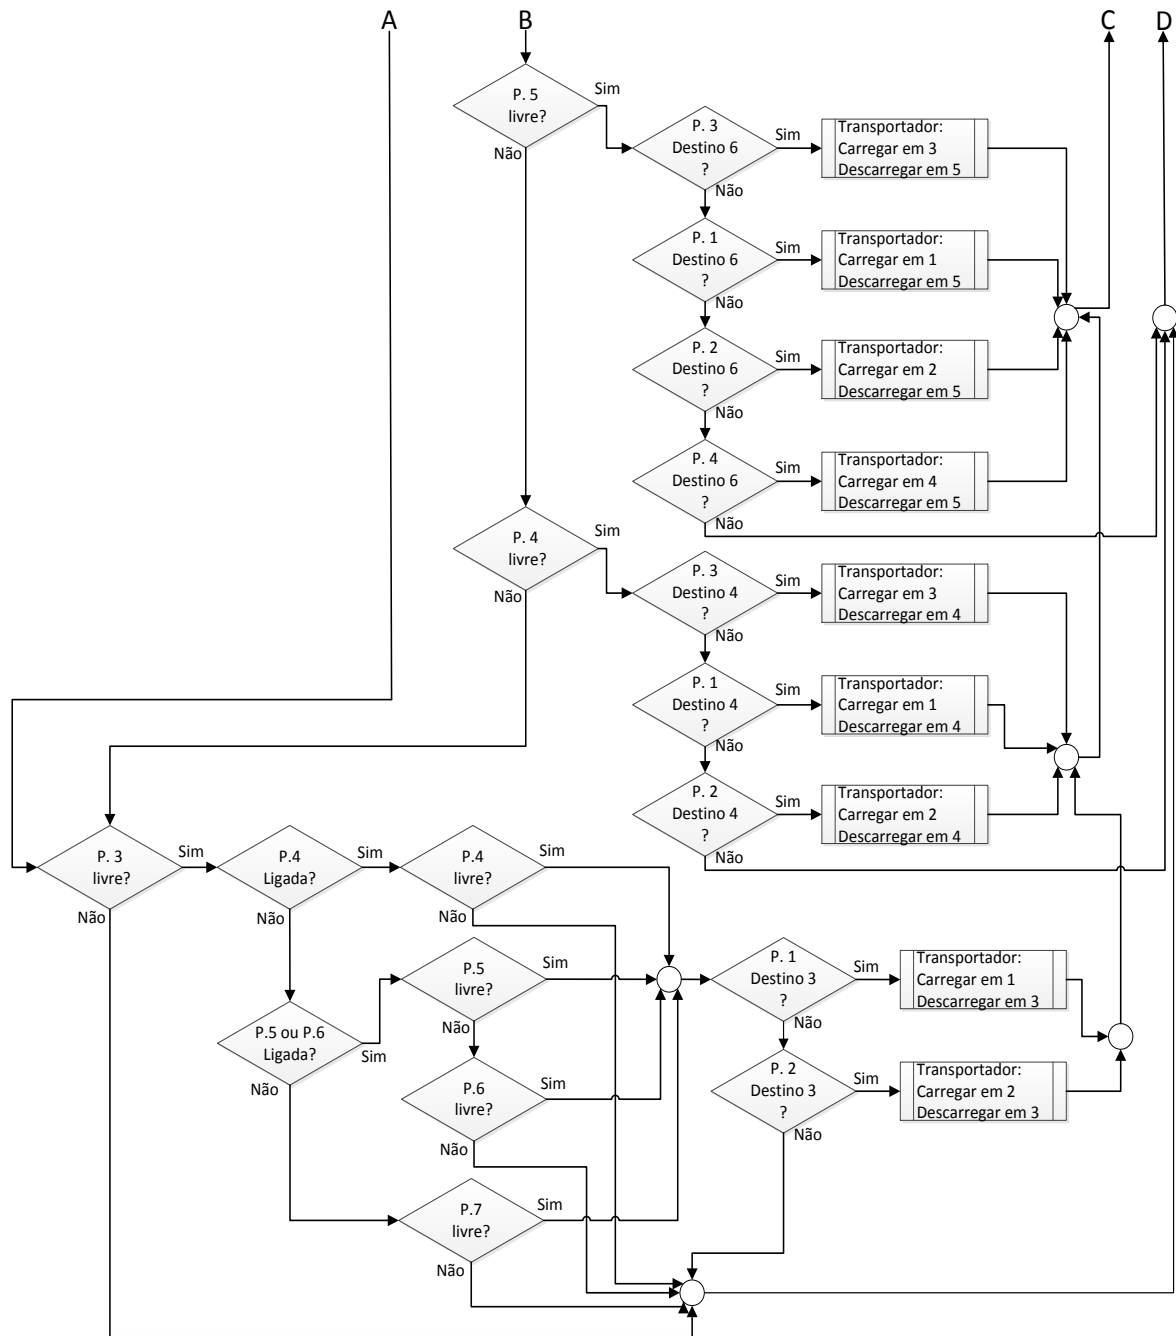 A
B
C
D
P. 5
livre?
Sim
Não
P. 3
Destino 6
?
Sim
Não
Transportador:
Carregar em 3
Descarregar em 5
P. 1
Destino 6
?
Sim
Não
Transportador:
Carregar em 1
Descarregar em 5
P. 2
Destino 6
?
Sim
Não
Transportador:
Carregar em 2
Descarregar em 5
P. 4
Destino 6
?
Sim
Não
Transportador:
Carregar em 4
Descarregar em 5
P. 4
livre?
Sim
Não
P. 3
Destino 4
?
Sim
Não
Transportador:
Carregar em 3
Descarregar em 4
P. 1
Destino 4
?
Sim
Não
Transportador:
Carregar em 1
Descarregar em 4
P. 2
Destino 4
?
Sim
Não
Transportador:
Carregar em 2
Descarregar em 4
P. 3
livre?
Sim
Não
P.4
Ligada?
Sim
Não
P.4
livre?
Sim
Não
P.5 ou P.6
Ligada?
Sim
Não
P.5
livre?
Sim
Não
P.6
livre?
Sim
Não
P.7
livre?
Sim
Não
P. 1
Destino 3
?
Sim
Não
Transportador:
Carregar em 1
Descarregar em 3
P. 2
Destino 3
?
Sim
Não
Transportador:
Carregar em 2
Descarregar em 3